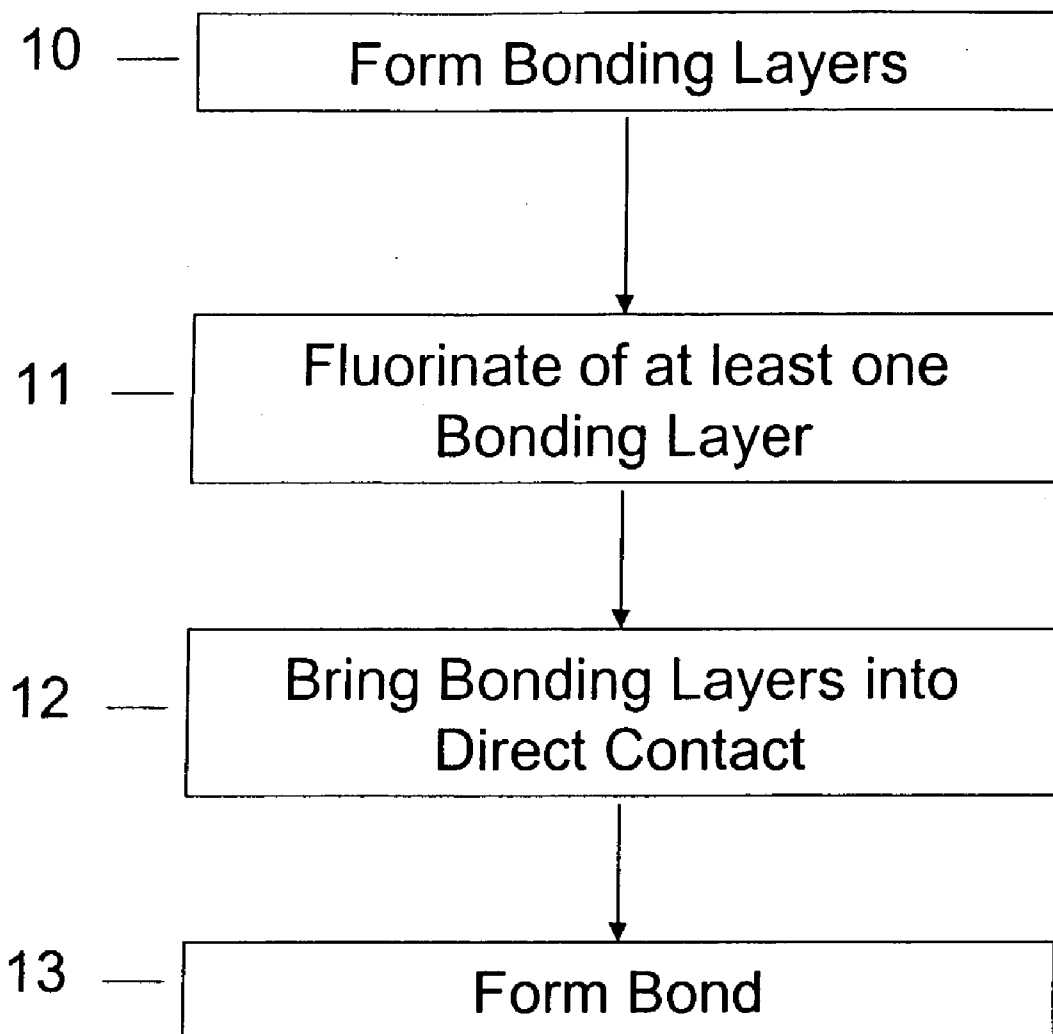 10
Form Bonding Layers
11
Fluorinate of at least one
Bonding Layer
12
Bring Bonding Layers into
Direct Contact
13
Form Bond